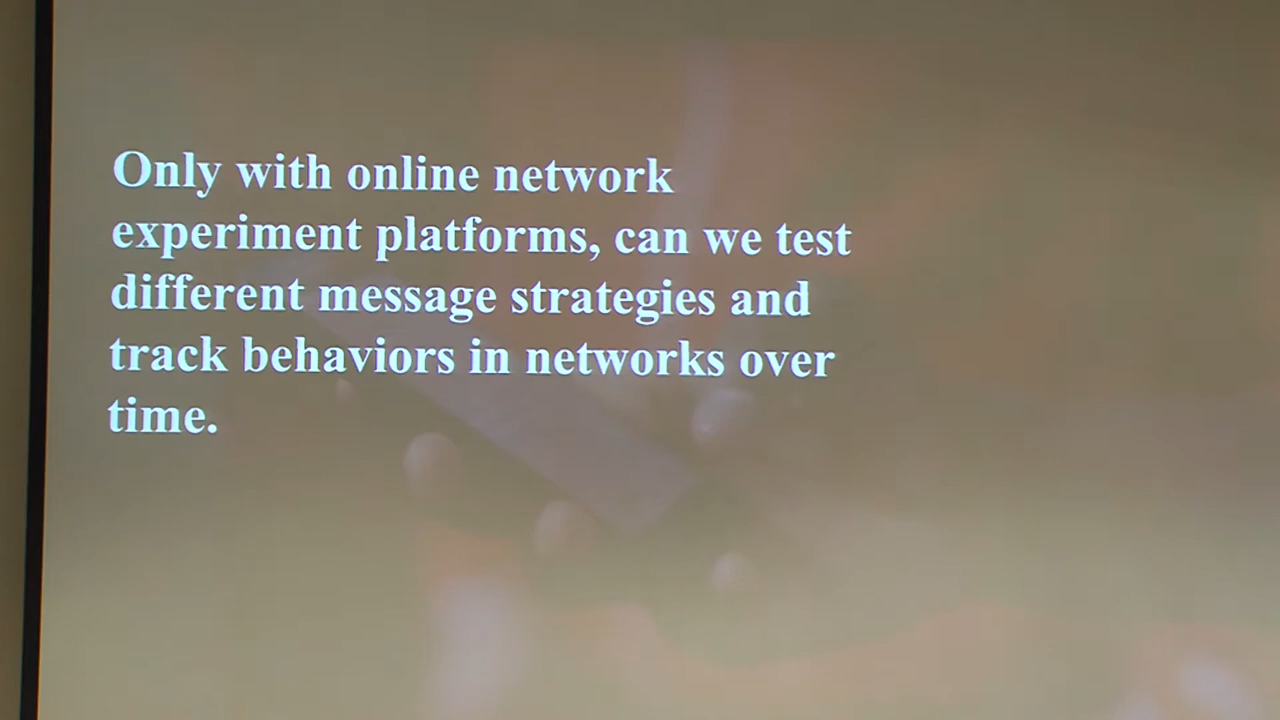 Only with online network
experiment platforms, can we test
different message strategies and
track behaviors in networks over
time.